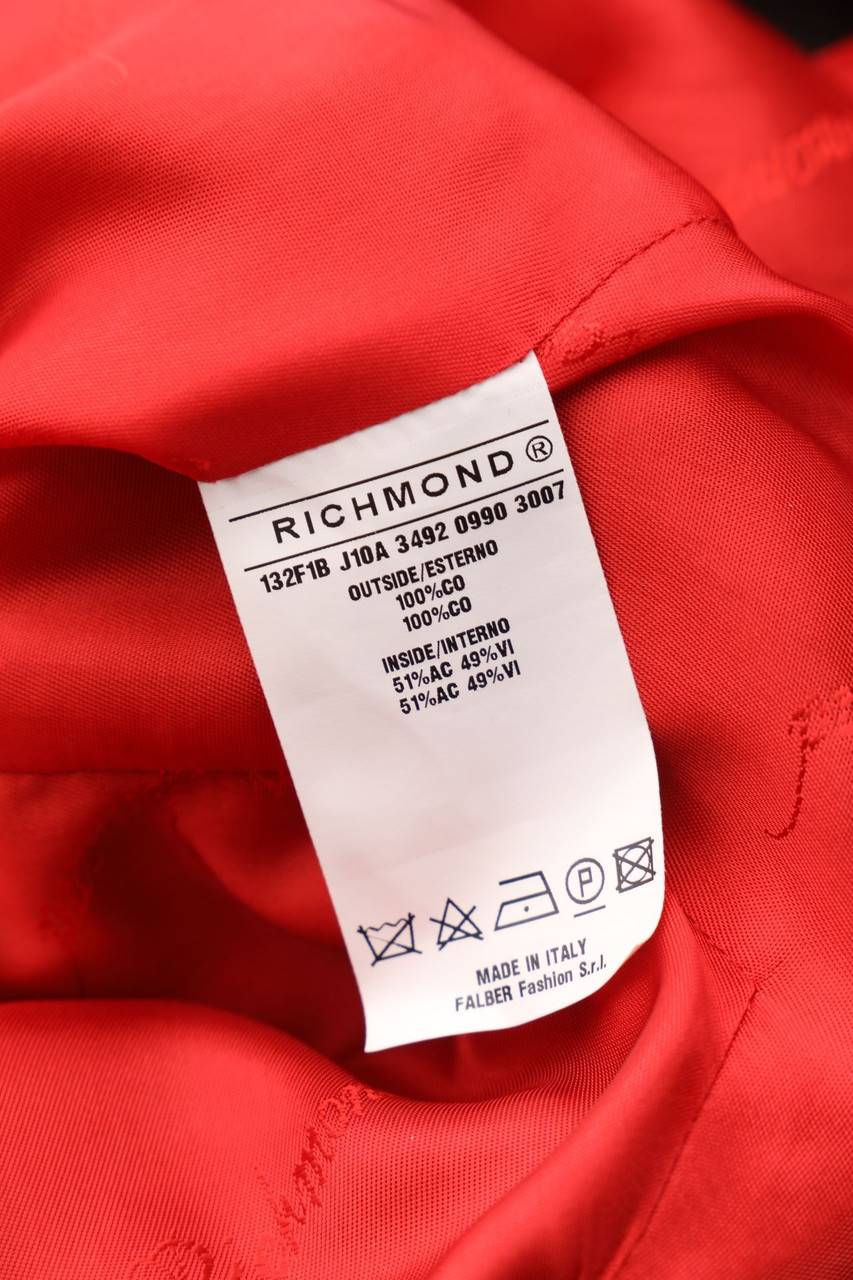 RICHMOND®
132F1B J10A 3492 0990 3007
OUTSIDE/ESTERNO
100%CO
100%CO
INSIDE/INTERNO
51%AC 49%VI
51%AC 49%VI
P
MADE IN ITALY
FALBER Fashion S.r.l.